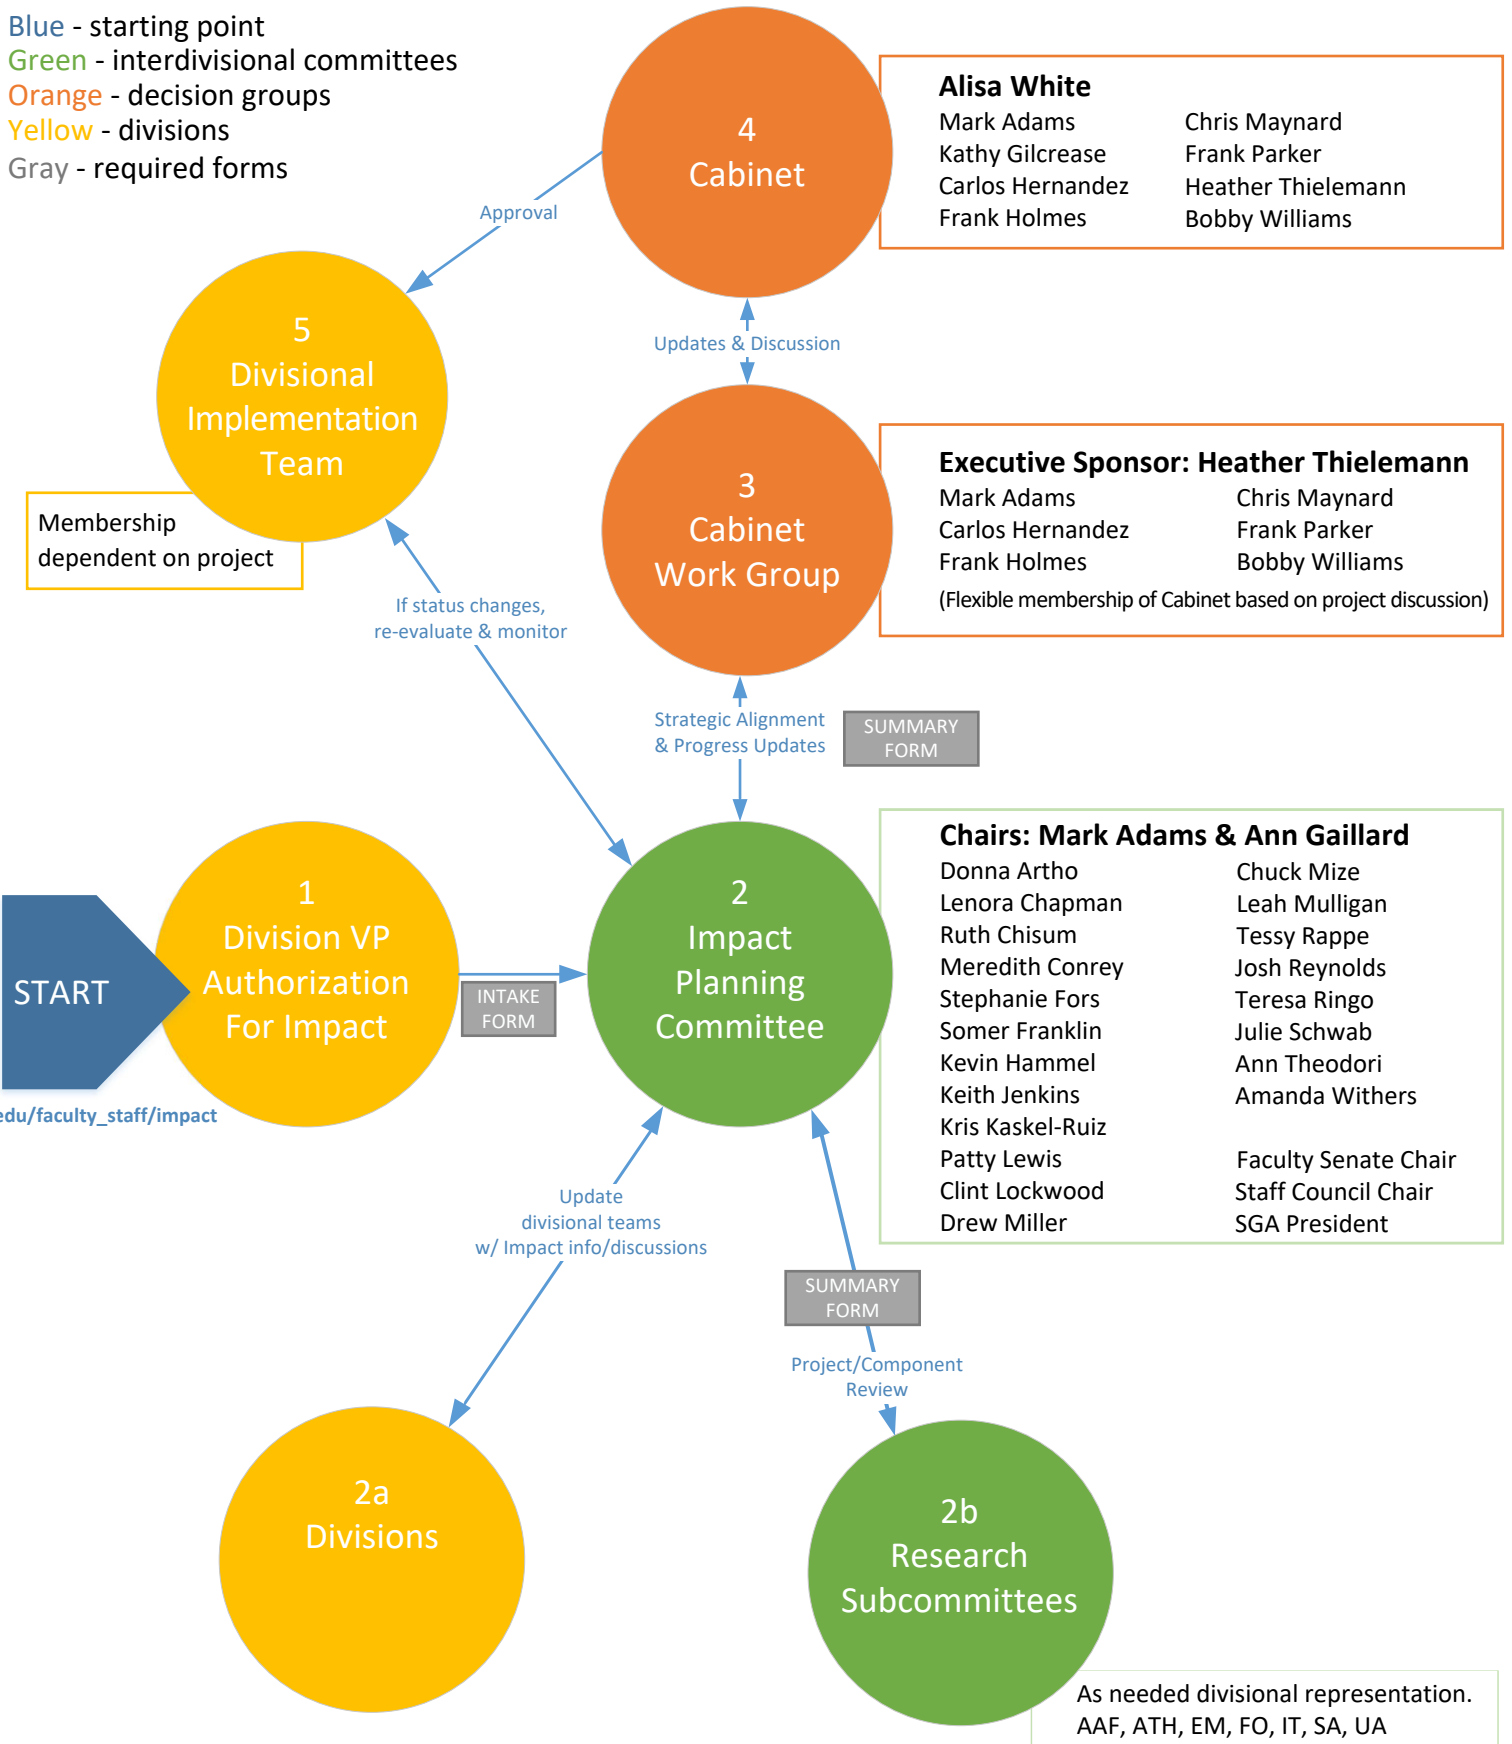 Blue - starting point
Green - interdivisional committees
Orange - decision groups
Yellow - divisions
Gray - required forms
4
Cabinet
Alisa White
Mark Adams
Kathy Gilcrease
Carlos Hernandez
Frank Holmes
Chris Maynard
Frank Parker
Heather Thielemann
Bobby Williams
Approval
Updates & Discussion
5
Divisional
Implementation
Team
Membership
dependent on project
3
Cabinet
Work Group
Executive Sponsor: Heather Thielemann
Mark Adams
Carlos Hernandez
Frank Holmes
Chris Maynard
Frank Parker
Bobby Williams
(Flexible membership of Cabinet based on project discussion)
If status changes,
re-evaluate & monitor
Strategic Alignment
& Progress Updates
SUMMARY
FORM
START
edu/faculty_staff/impact
1
Division VP
Authorization
For Impact
INTAKE
FORM
2
Impact
Planning
Committee
Chairs: Mark Adams & Ann Gaillard
Donna Artho
Lenora Chapman
Ruth Chisum
Meredith Conrey
Stephanie Fors
Somer Franklin
Kevin Hammel
Keith Jenkins
Kris Kaskel-Ruiz
Patty Lewis
Clint Lockwood
Drew Miller
Chuck Mize
Leah Mulligan
Tessy Rappe
Josh Reynolds
Teresa Ringo
Julie Schwab
Ann Theodori
Amanda Withers
Faculty Senate Chair
Staff Council Chair
SGA President
Update
divisional teams
w/ Impact info/discussions
SUMMARY
FORM
Project/Component
Review
2a
Divisions
2b
Research
Subcommittees
As needed divisional representation.
AAF, ATH, EM, FO, IT, SA, UA